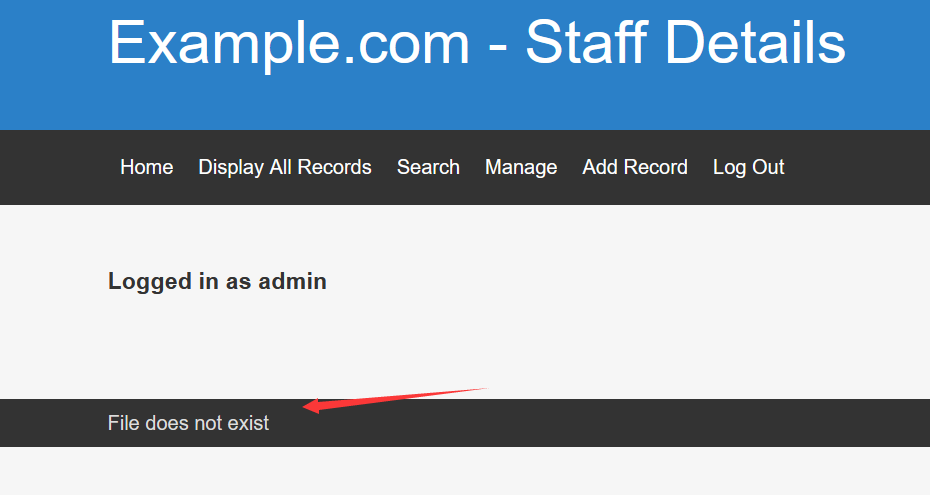 Example.com - Staff Details
Home Display All Records Search Manage Add Record Log Out
Logged in as admin
File does not exist